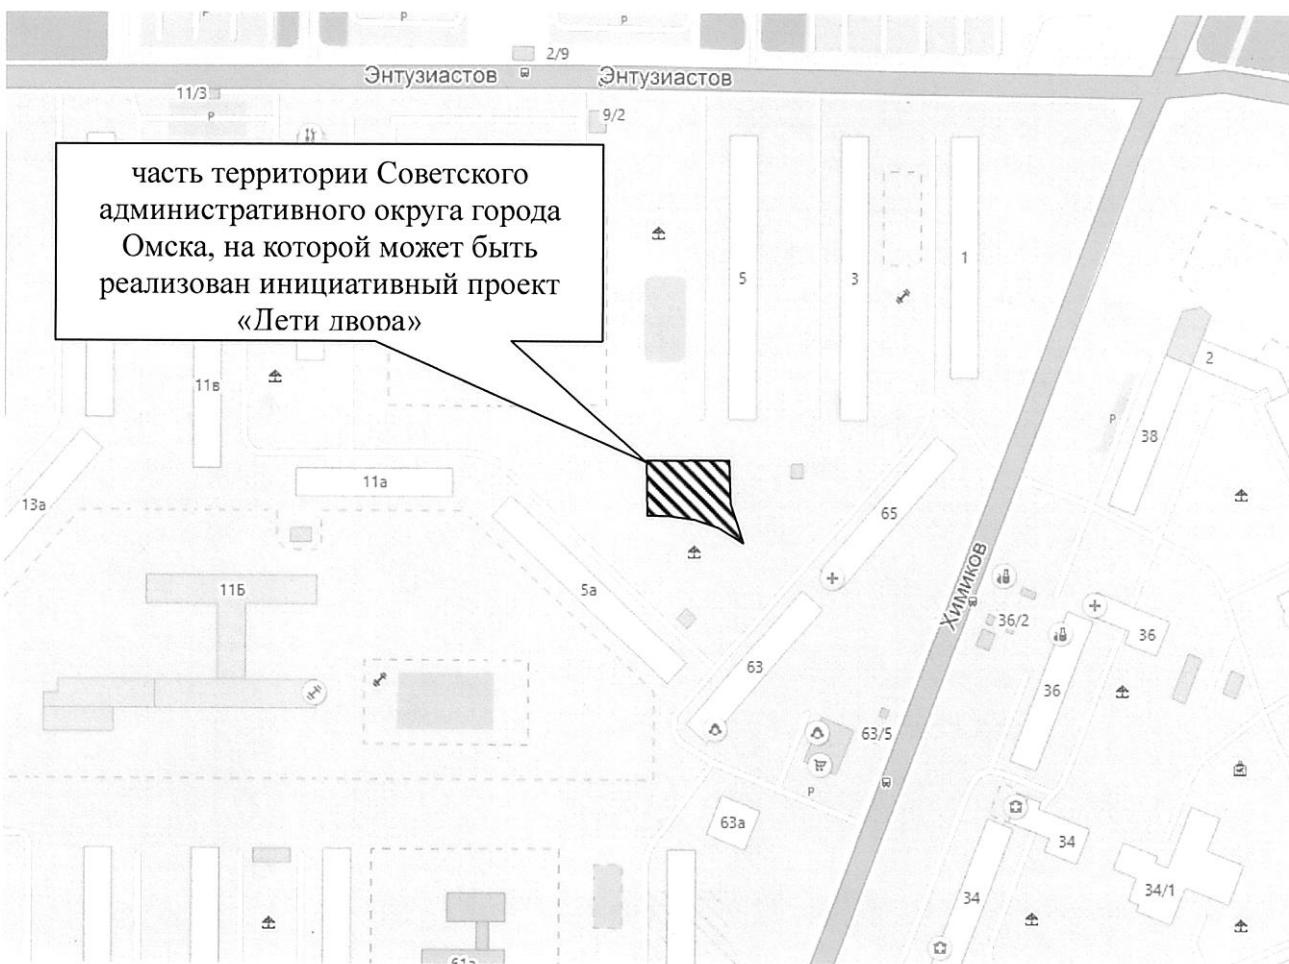 Р
Р
Р
2/9
Энтузиастов
Энтузиастов
11/3
Р
9/2
часть территории Советского
административного округа города
Омска, на которой может быть
реализован инициативный проект
«Дети двора»
5
3
1
2
11в
Р
38
11а
13а
65
5а
11Б
Химиков
36/2
36
63
36
63/5
Р
63а
34
34/1
34
61а